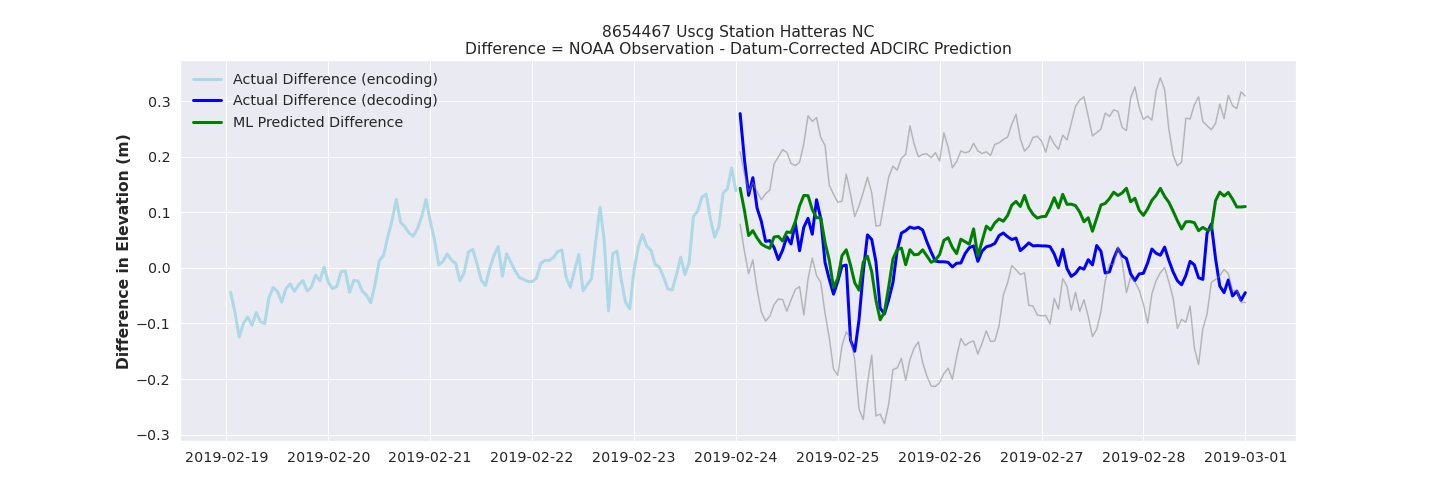 8654467 Uscg Station Hatteras NC
Difference = NOAA Observation - Datum-Corrected ADCIRC Prediction
Actual Difference (encoding)
Actual Difference (decoding)
ML Predicted Difference
Difference in Elevation (m)
0.3
0.2
0.1
0.0
−0.1
−0.2
−0.3
2019-02-19 2019-02-20 2019-02-21 2019-02-22 2019-02-23 2019-02-24 2019-02-25 2019-02-26 2019-02-27 2019-02-28 2019-03-01